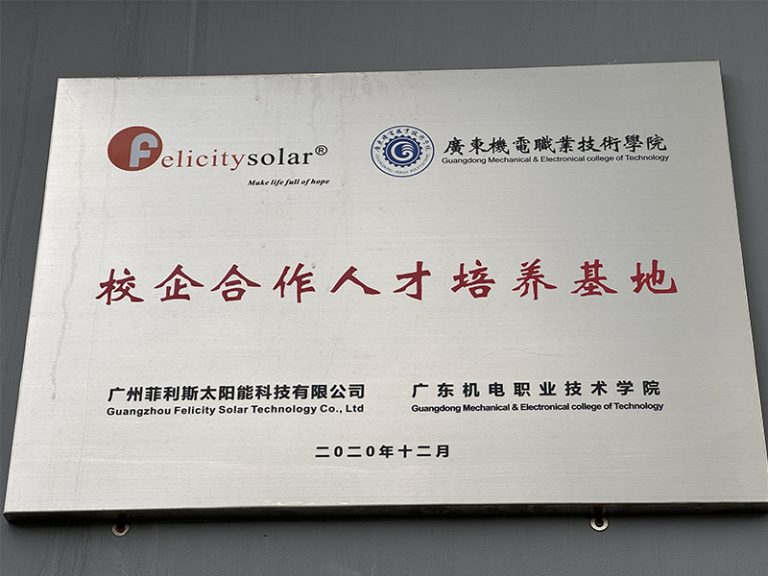 Felicitysolar®
Make life full of hope
廣東機電職業技術學院
Guangdong Mechanical & Electronical college of Technology
校企合作人才培养基地
广州菲利斯太阳能科技有限公司
Guangzhou Felicity Solar Technology Co., Ltd
广东机电职业技术学院
Guangdong Mechanical & Electronical college of Technology
二0二0年十二月